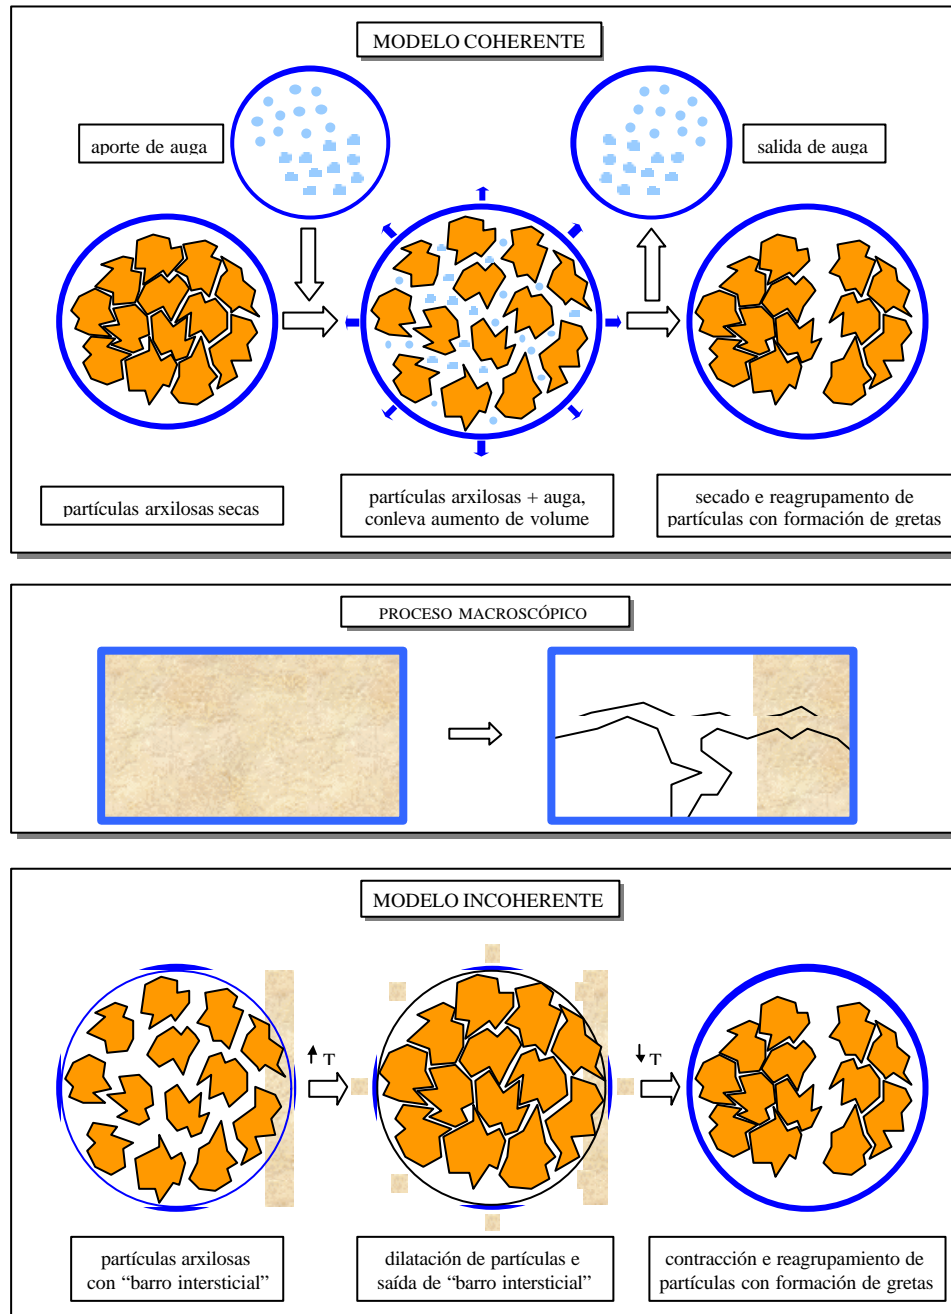 MODELO COHERENTE
aporte de auga
salida de auga
partículas arxilosas secas
partículas arxilosas + auga,
conleva aumento de volume
secado e reagrupamento de
partículas con formación de gretas
PROCESO MACROSCÓPICO
MODELO INCOHERENTE
T
T
partículas arxilosas
con “barro intersticial”
dilatación de partículas e
saída de “barro intersticial”
contracción e reagrupamiento de
partículas con formación de gretas